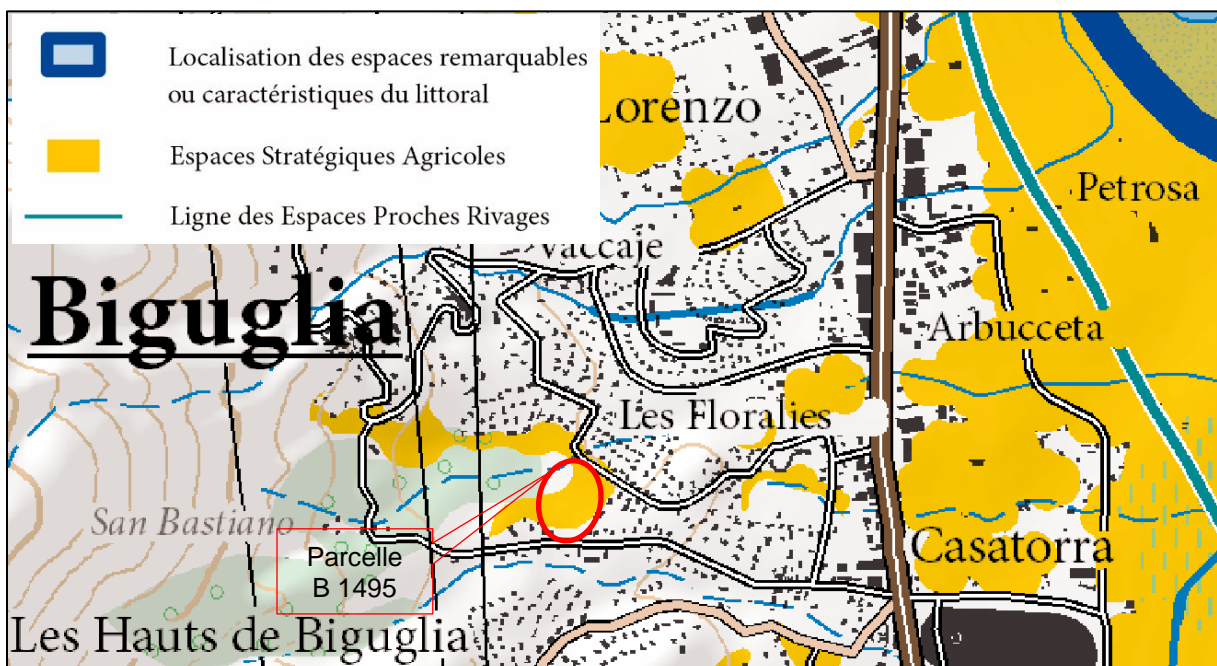 Localisation des espaces remarquables
ou caractéristiques du littoral
Espaces Stratégiques Agricoles
Ligne des Espaces Proches Rivages
Lorenzo
Petrosa
Vaccaje
Biguglia
Arbucceta
Les Floralies
San Bastiano
Casatorra
Parcelle
B 1495
Les Hauts de Biguglia